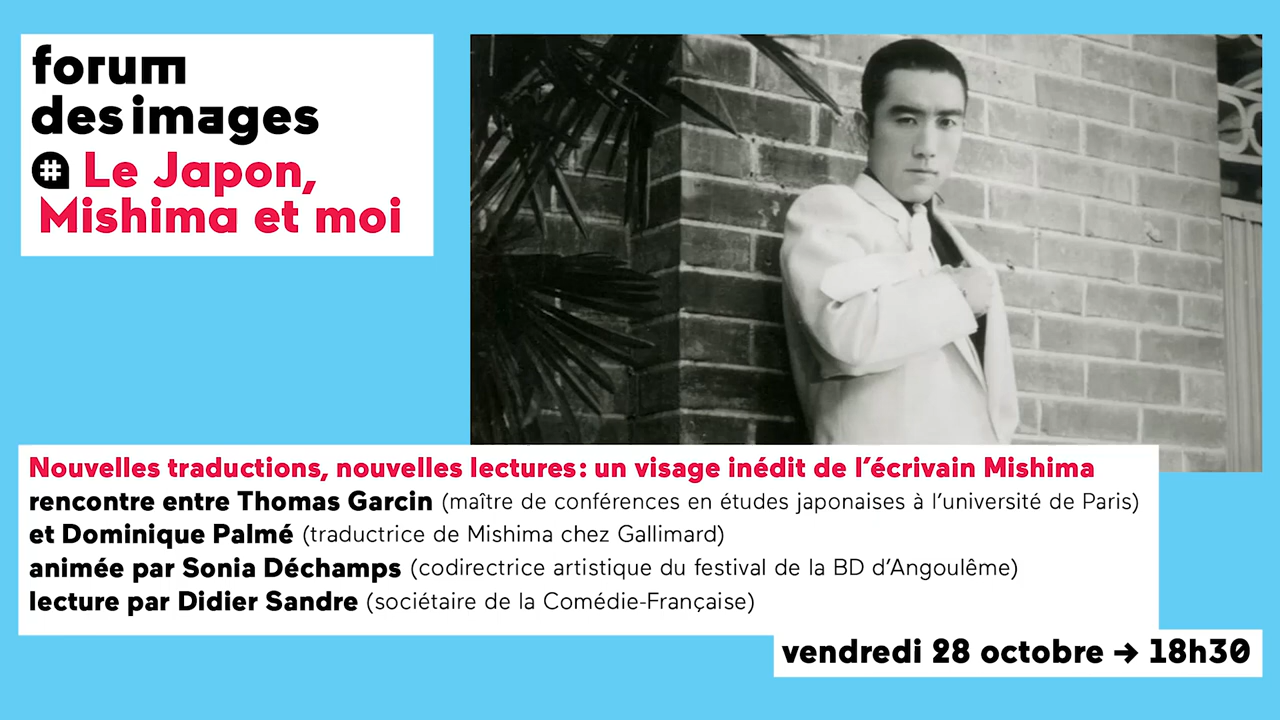 forum
des images
# Le Japon,
Mishima et moi
Nouvelles traductions, nouvelles lectures : un visage inédit de l'écrivain Mishima
rencontre entre Thomas Garcin (maître de conférences en études japonaises à l'université de Paris)
et Dominique Palmé (traductrice de Mishima chez Gallimard)
animée par Sonia Déchamps (codirectrice artistique du festival de la BD d'Angoulême)
lecture par Didier Sandre (sociétaire de la Comédie-Française)
vendredi 28 octobre → 18h30